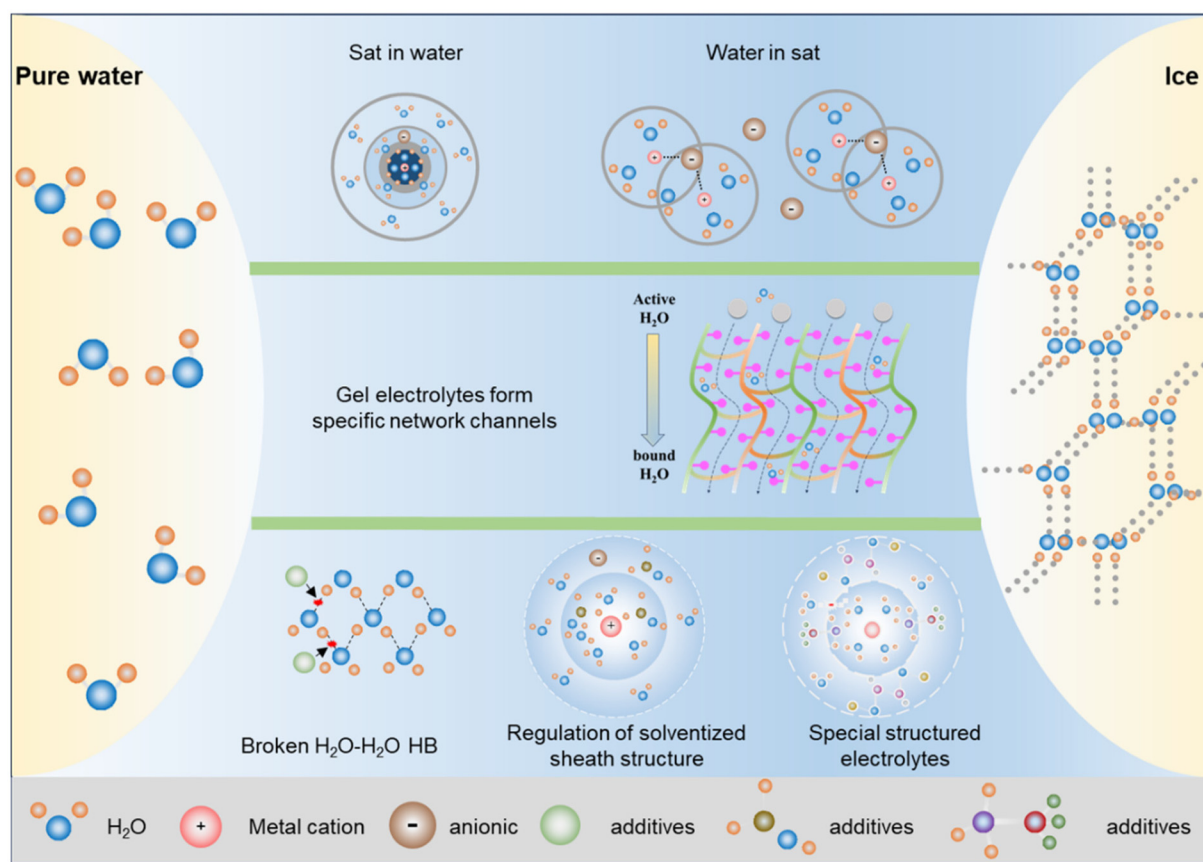 Sat in water
Water in sat
Pure water
Ice
Active
H₂O
Gel electrolytes form
specific network channels
bound
H₂O
Broken H₂O-H₂O HB
Regulation of solventized
sheath structure
Special structured
electrolytes
H₂O
+ Metal cation
- anionic
additives
additives
additives